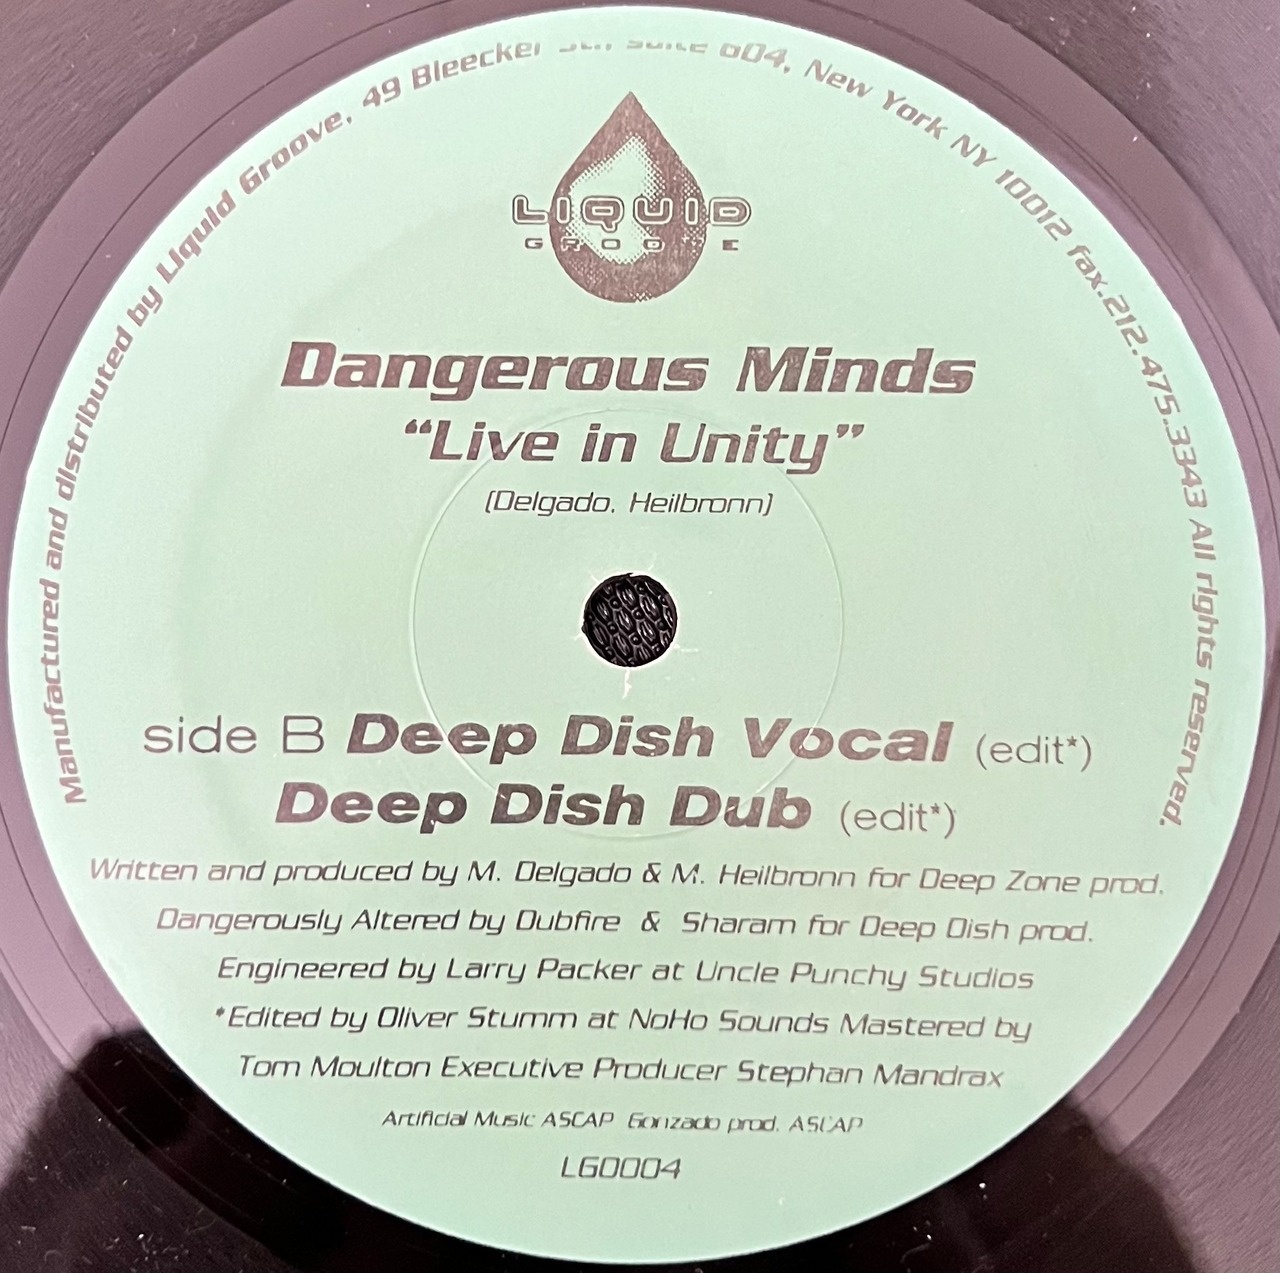 Manufactured and distributed by Liquid Groove, 49 Bleecker Suite 604, New York NY 10012 fax.212.475.3343 All rights reserved.
LIQUID
GROOVE
Dangerous Minds
“Live in Unity”
(Delgado, Heilbronn)
side B Deep Dish Vocal (edit*)
Deep Dish Dub (edit*)
Written and produced by M. Delgado & M. Heilbronn for Deep Zone prod.
Dangerously Altered by Dubfire & Sharam for Deep Dish prod.
Engineered by Larry Packer at Uncle Punchy Studios
*Edited by Oliver Stumm at NoHo Sounds Mastered by
Tom Moulton Executive Producer Stephan Mandrax
Artificial Music ASCAP Gonzado prod. ASCAP
LG0004